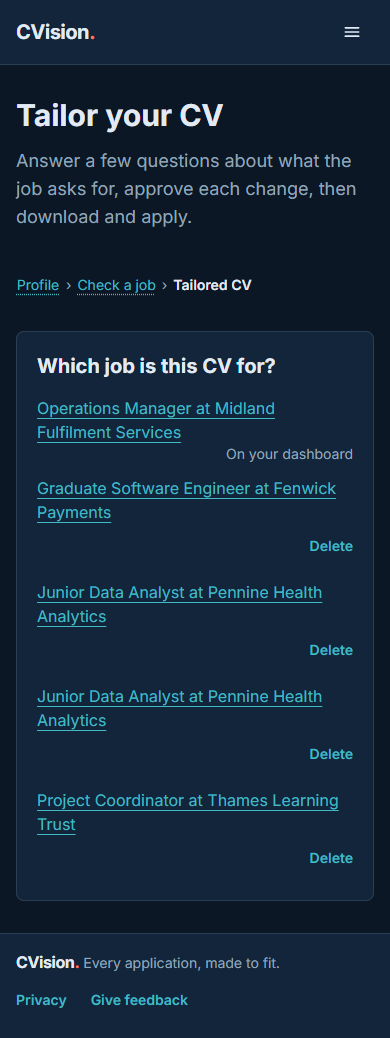 CVision.
Tailor your CV
Answer a few questions about what the
job asks for, approve each change, then
download and apply.
Profile › Check a job › Tailored CV
Which job is this CV for?
Operations Manager at Midland
Fulfilment Services
On your dashboard
Graduate Software Engineer at Fenwick
Payments
Delete
Junior Data Analyst at Pennine Health
Analytics
Delete
Junior Data Analyst at Pennine Health
Analytics
Delete
Project Coordinator at Thames Learning
Trust
Delete
CVision. Every application, made to fit.
Privacy Give feedback